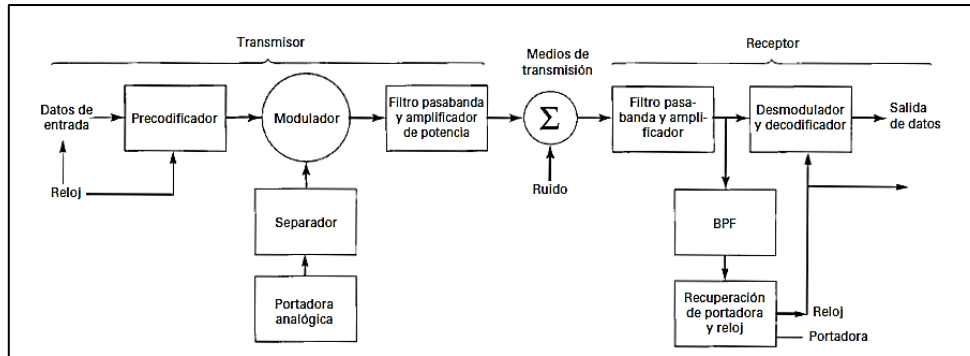 Transmisor
Medios de
transmisión
Receptor
Datos de
entrada
Precodificador
Modulador
Filtro pasabanda
y amplificador
de potencia
Σ
Filtro pasa-
banda y ampli-
ficador
Desmodulador
y decodificador
Salida
de datos
Reloj
Ruido
Separador
BPF
Portadora
analógica
Recuperación
de portadora
y reloj
Reloj
Portadora